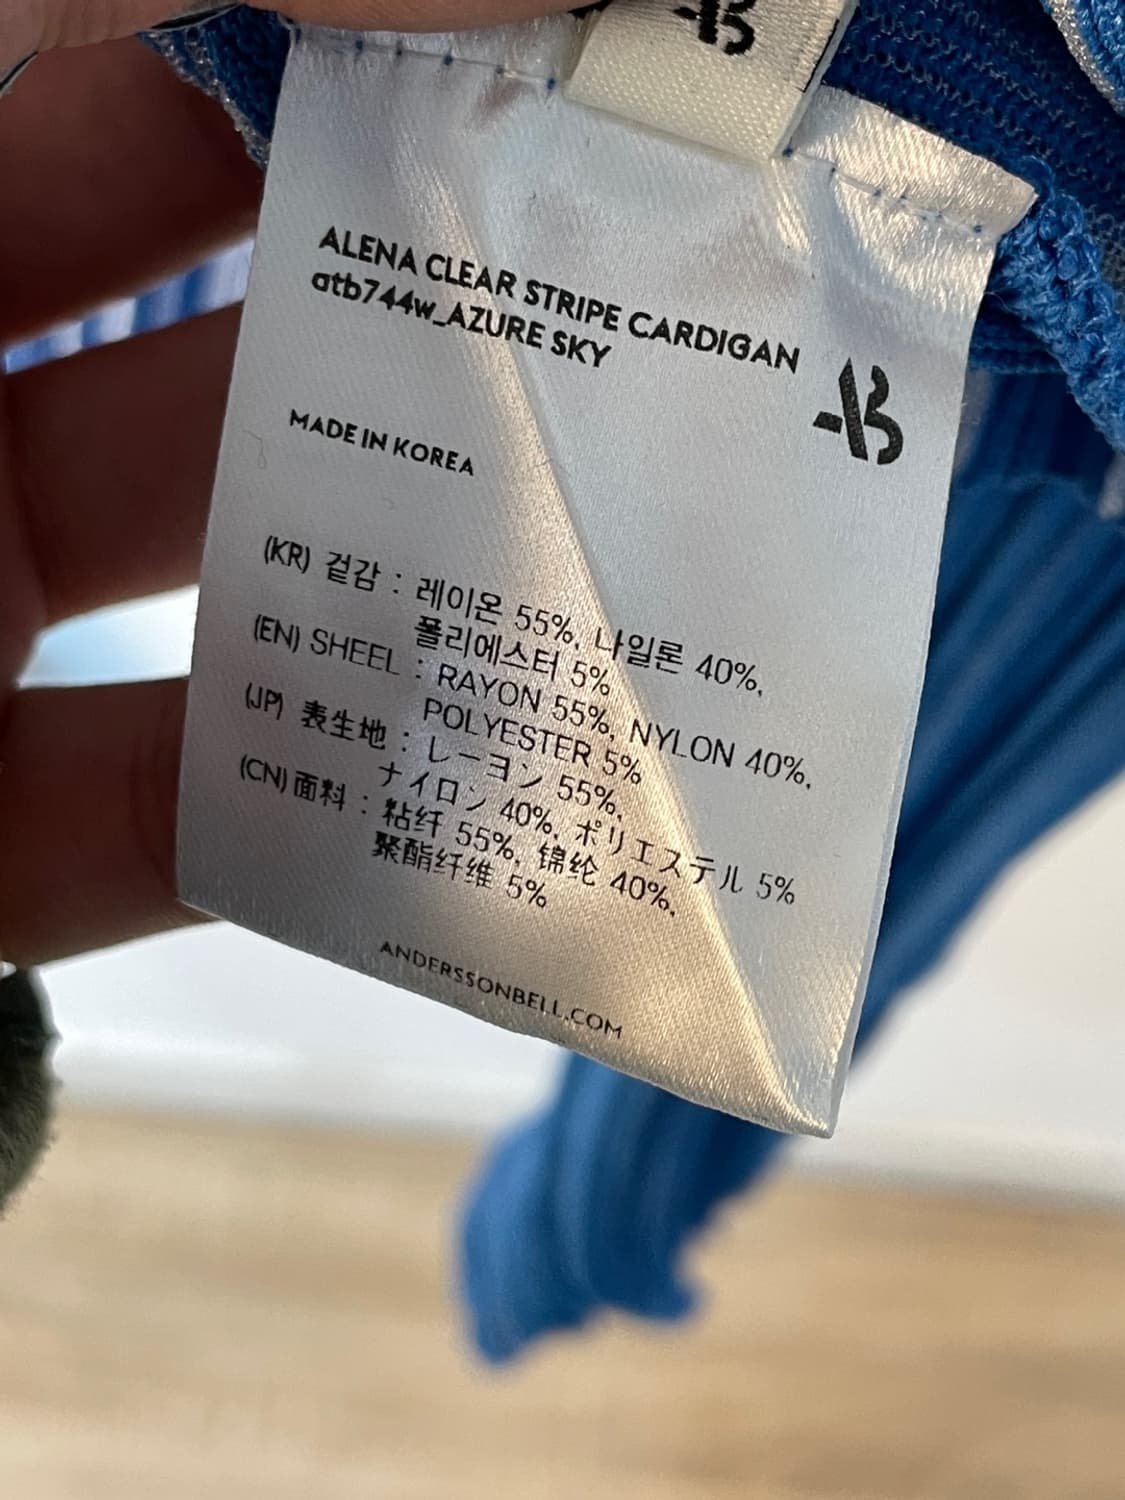 ALENA CLEAR STRIPE CARDIGAN
atb744w_AZURE SKY
AB
MADE IN KOREA
(KR) 겉감 : 레이온 55%, 나일론 40%,
폴리에스터 5%
(EN) SHEEL : RAYON 55%, NYLON 40%,
POLYESTER 5%
(JP) 表生地 : レーヨン 55%,
ナイロン 40%, ポリエステル 5%
(CN) 面料 : 粘纤 55%, 锦纶 40%,
聚酯纤维 5%
ANDERSSONBELL.COM